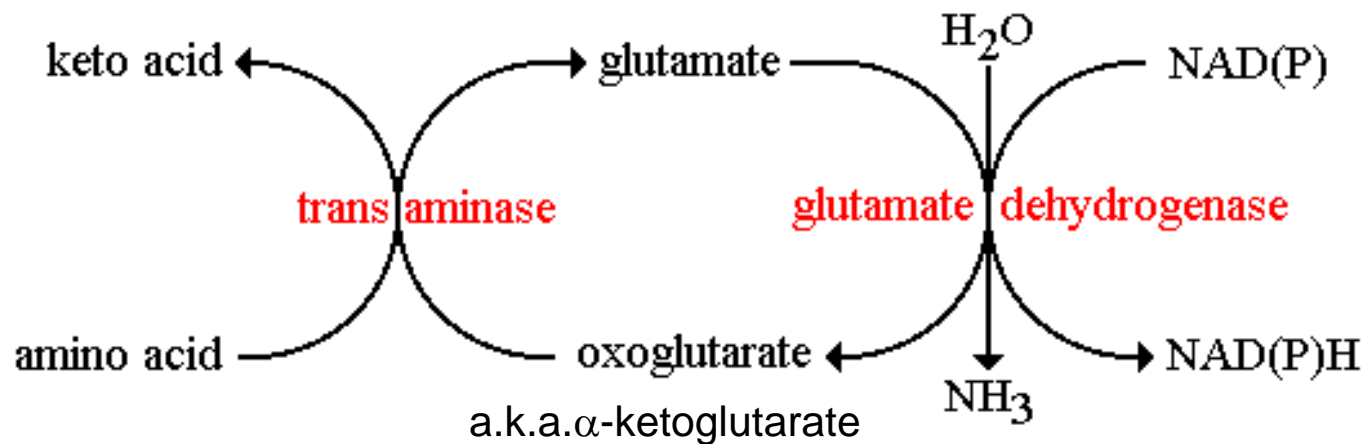 keto acid glutamate H₂O NAD(P)
trans aminase glutamate dehydrogenase
amino acid oxoglutarate NH₃ NAD(P)H
a.k.a.α-ketoglutarate